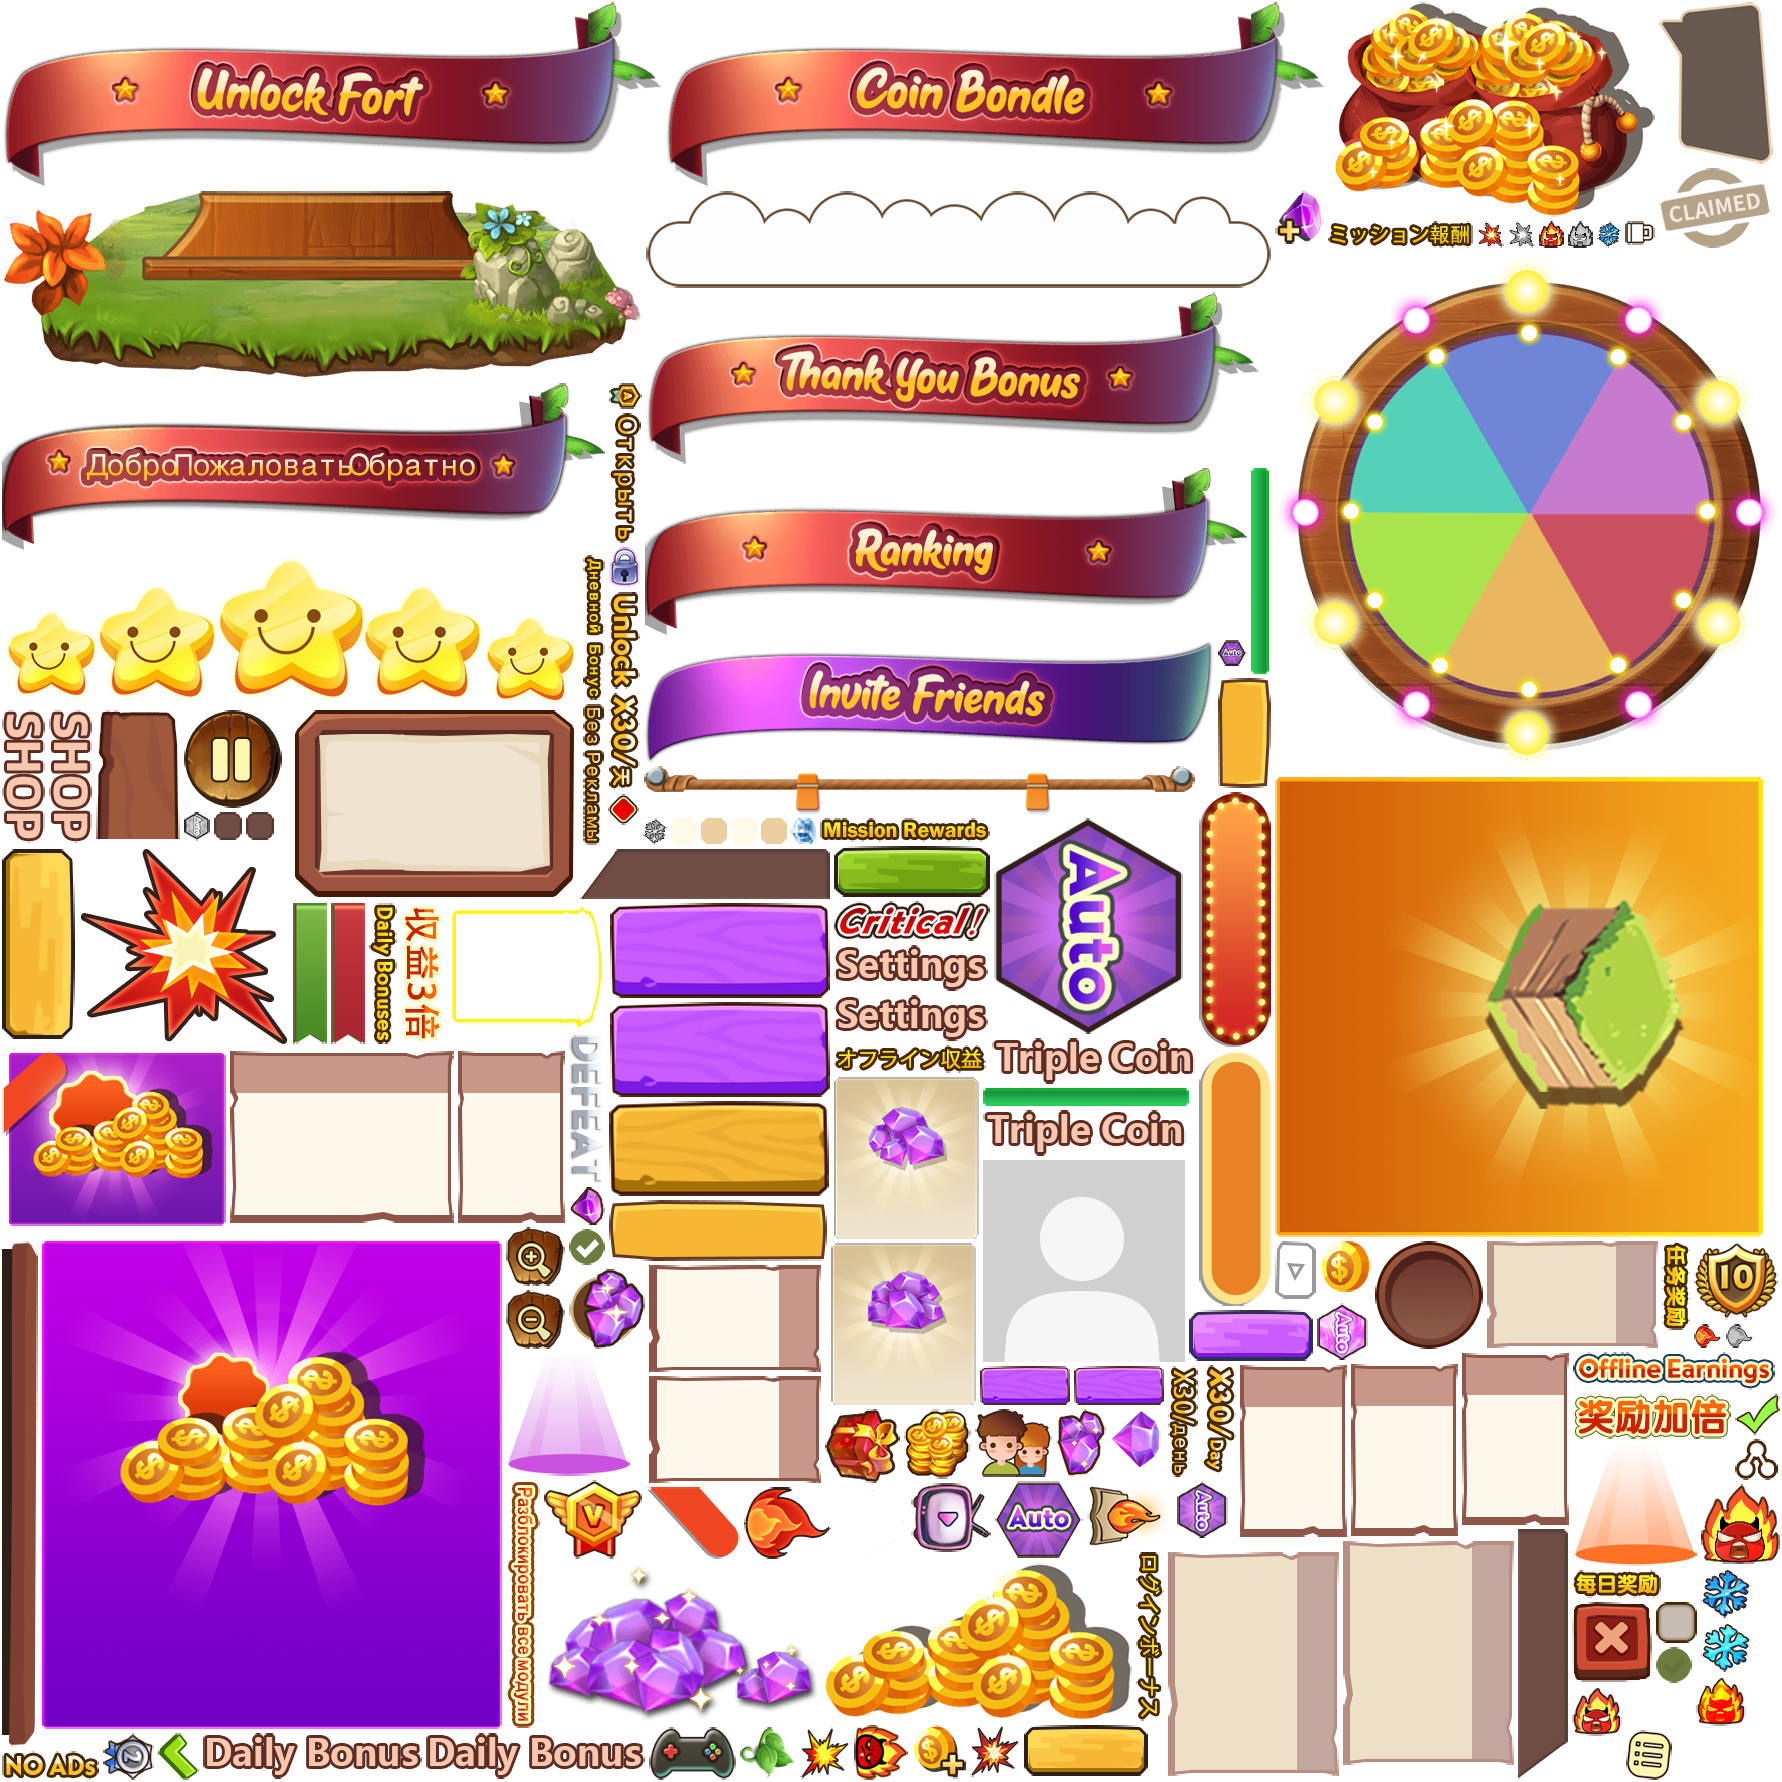 Unlock Fort
Coin Bondle
CLAIMED
ミッション報酬
Thank You Bonus
ДоброПожаловатьОбратно
Открыть
Ranking
Дневной Бонус Без Рекламы
Unlock X30/天
Auto
Invite Friends
SHOP
SHOP
Auto
Mission Rewards
Auto
Critical!
Daily Bonuses
收益3倍
Settings
Settings
オフライン収益
Triple Coin
DEFEAT
Triple Coin
任务奖励
10
Auto
Offline Earnings
X30/день
X30/DAY
奖励加倍
Разблокировать все модули
V
Auto
Auto
ログインボーナス
每日奖励
NO ADs
Daily Bonus
Daily Bonus